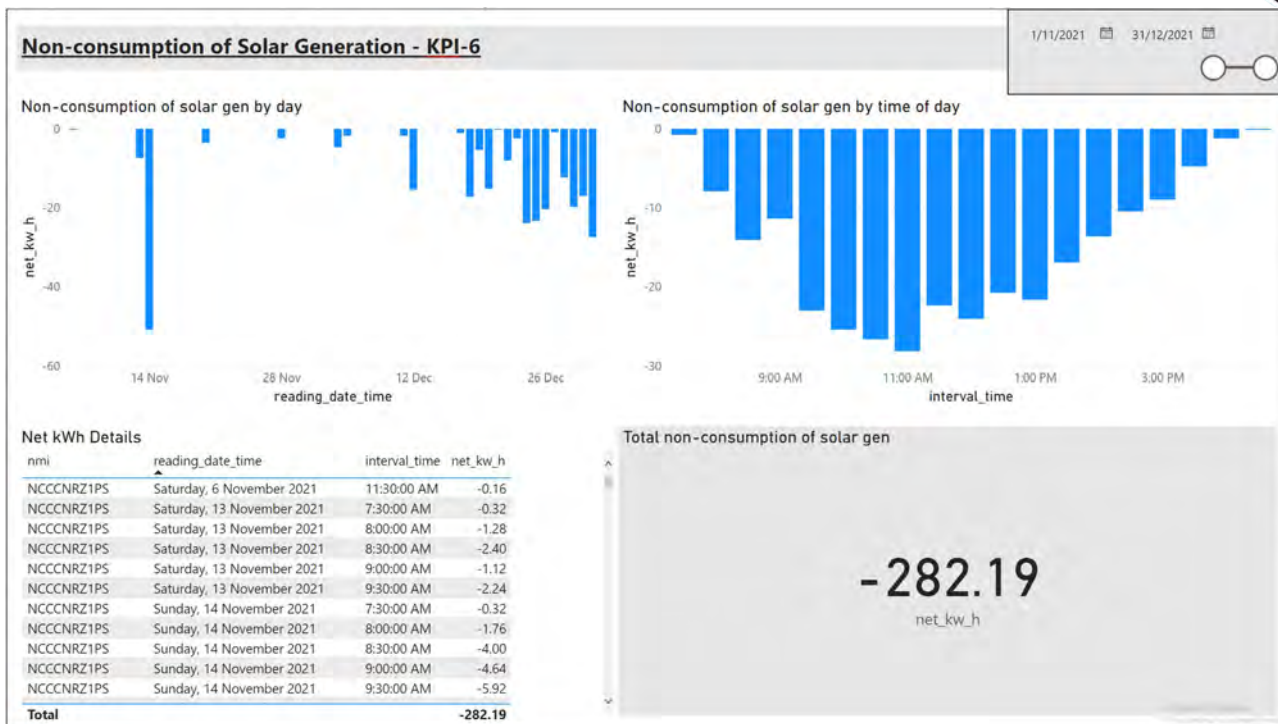 Non-consumption of Solar Generation - KPI-6
1/11/2021 31/12/2021
Non-consumption of solar gen by day
0
-20
-40
-60
net_kw_h
14 Nov 28 Nov 12 Dec 26 Dec
reading_date_time
Non-consumption of solar gen by time of day
0
-10
-20
-30
net_kw_h
9:00 AM 11:00 AM 1:00 PM 3:00 PM
interval_time
Net kWh Details
nmi reading_date_time interval_time net_kw_h
NCCCNRZ1PS Saturday, 6 November 2021 11:30:00 AM -0.16
NCCCNRZ1PS Saturday, 13 November 2021 7:30:00 AM -0.32
NCCCNRZ1PS Saturday, 13 November 2021 8:00:00 AM -1.28
NCCCNRZ1PS Saturday, 13 November 2021 8:30:00 AM -2.40
NCCCNRZ1PS Saturday, 13 November 2021 9:00:00 AM -1.12
NCCCNRZ1PS Saturday, 13 November 2021 9:30:00 AM -2.24
NCCCNRZ1PS Sunday, 14 November 2021 7:30:00 AM -0.32
NCCCNRZ1PS Sunday, 14 November 2021 8:00:00 AM -1.76
NCCCNRZ1PS Sunday, 14 November 2021 8:30:00 AM -4.00
NCCCNRZ1PS Sunday, 14 November 2021 9:00:00 AM -4.64
NCCCNRZ1PS Sunday, 14 November 2021 9:30:00 AM -5.92
Total -282.19
Total non-consumption of solar gen
-282.19
net_kw_h